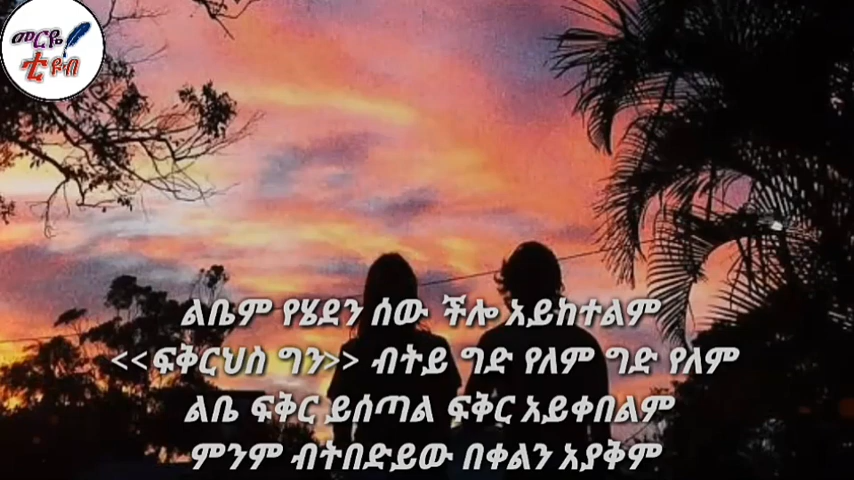 መርዬ
ቲዩብ
ልቤም የሄደን ሰው ችሎ አይከተልም
<<ፍቅርህስ ግን>> ብትይ ግድ የለም ግድ የለም
ልቤ ፍቅር ይሰጣል ፍቅር አይቀበልም
ምንም ብትበድይው በቀልን አያቅም